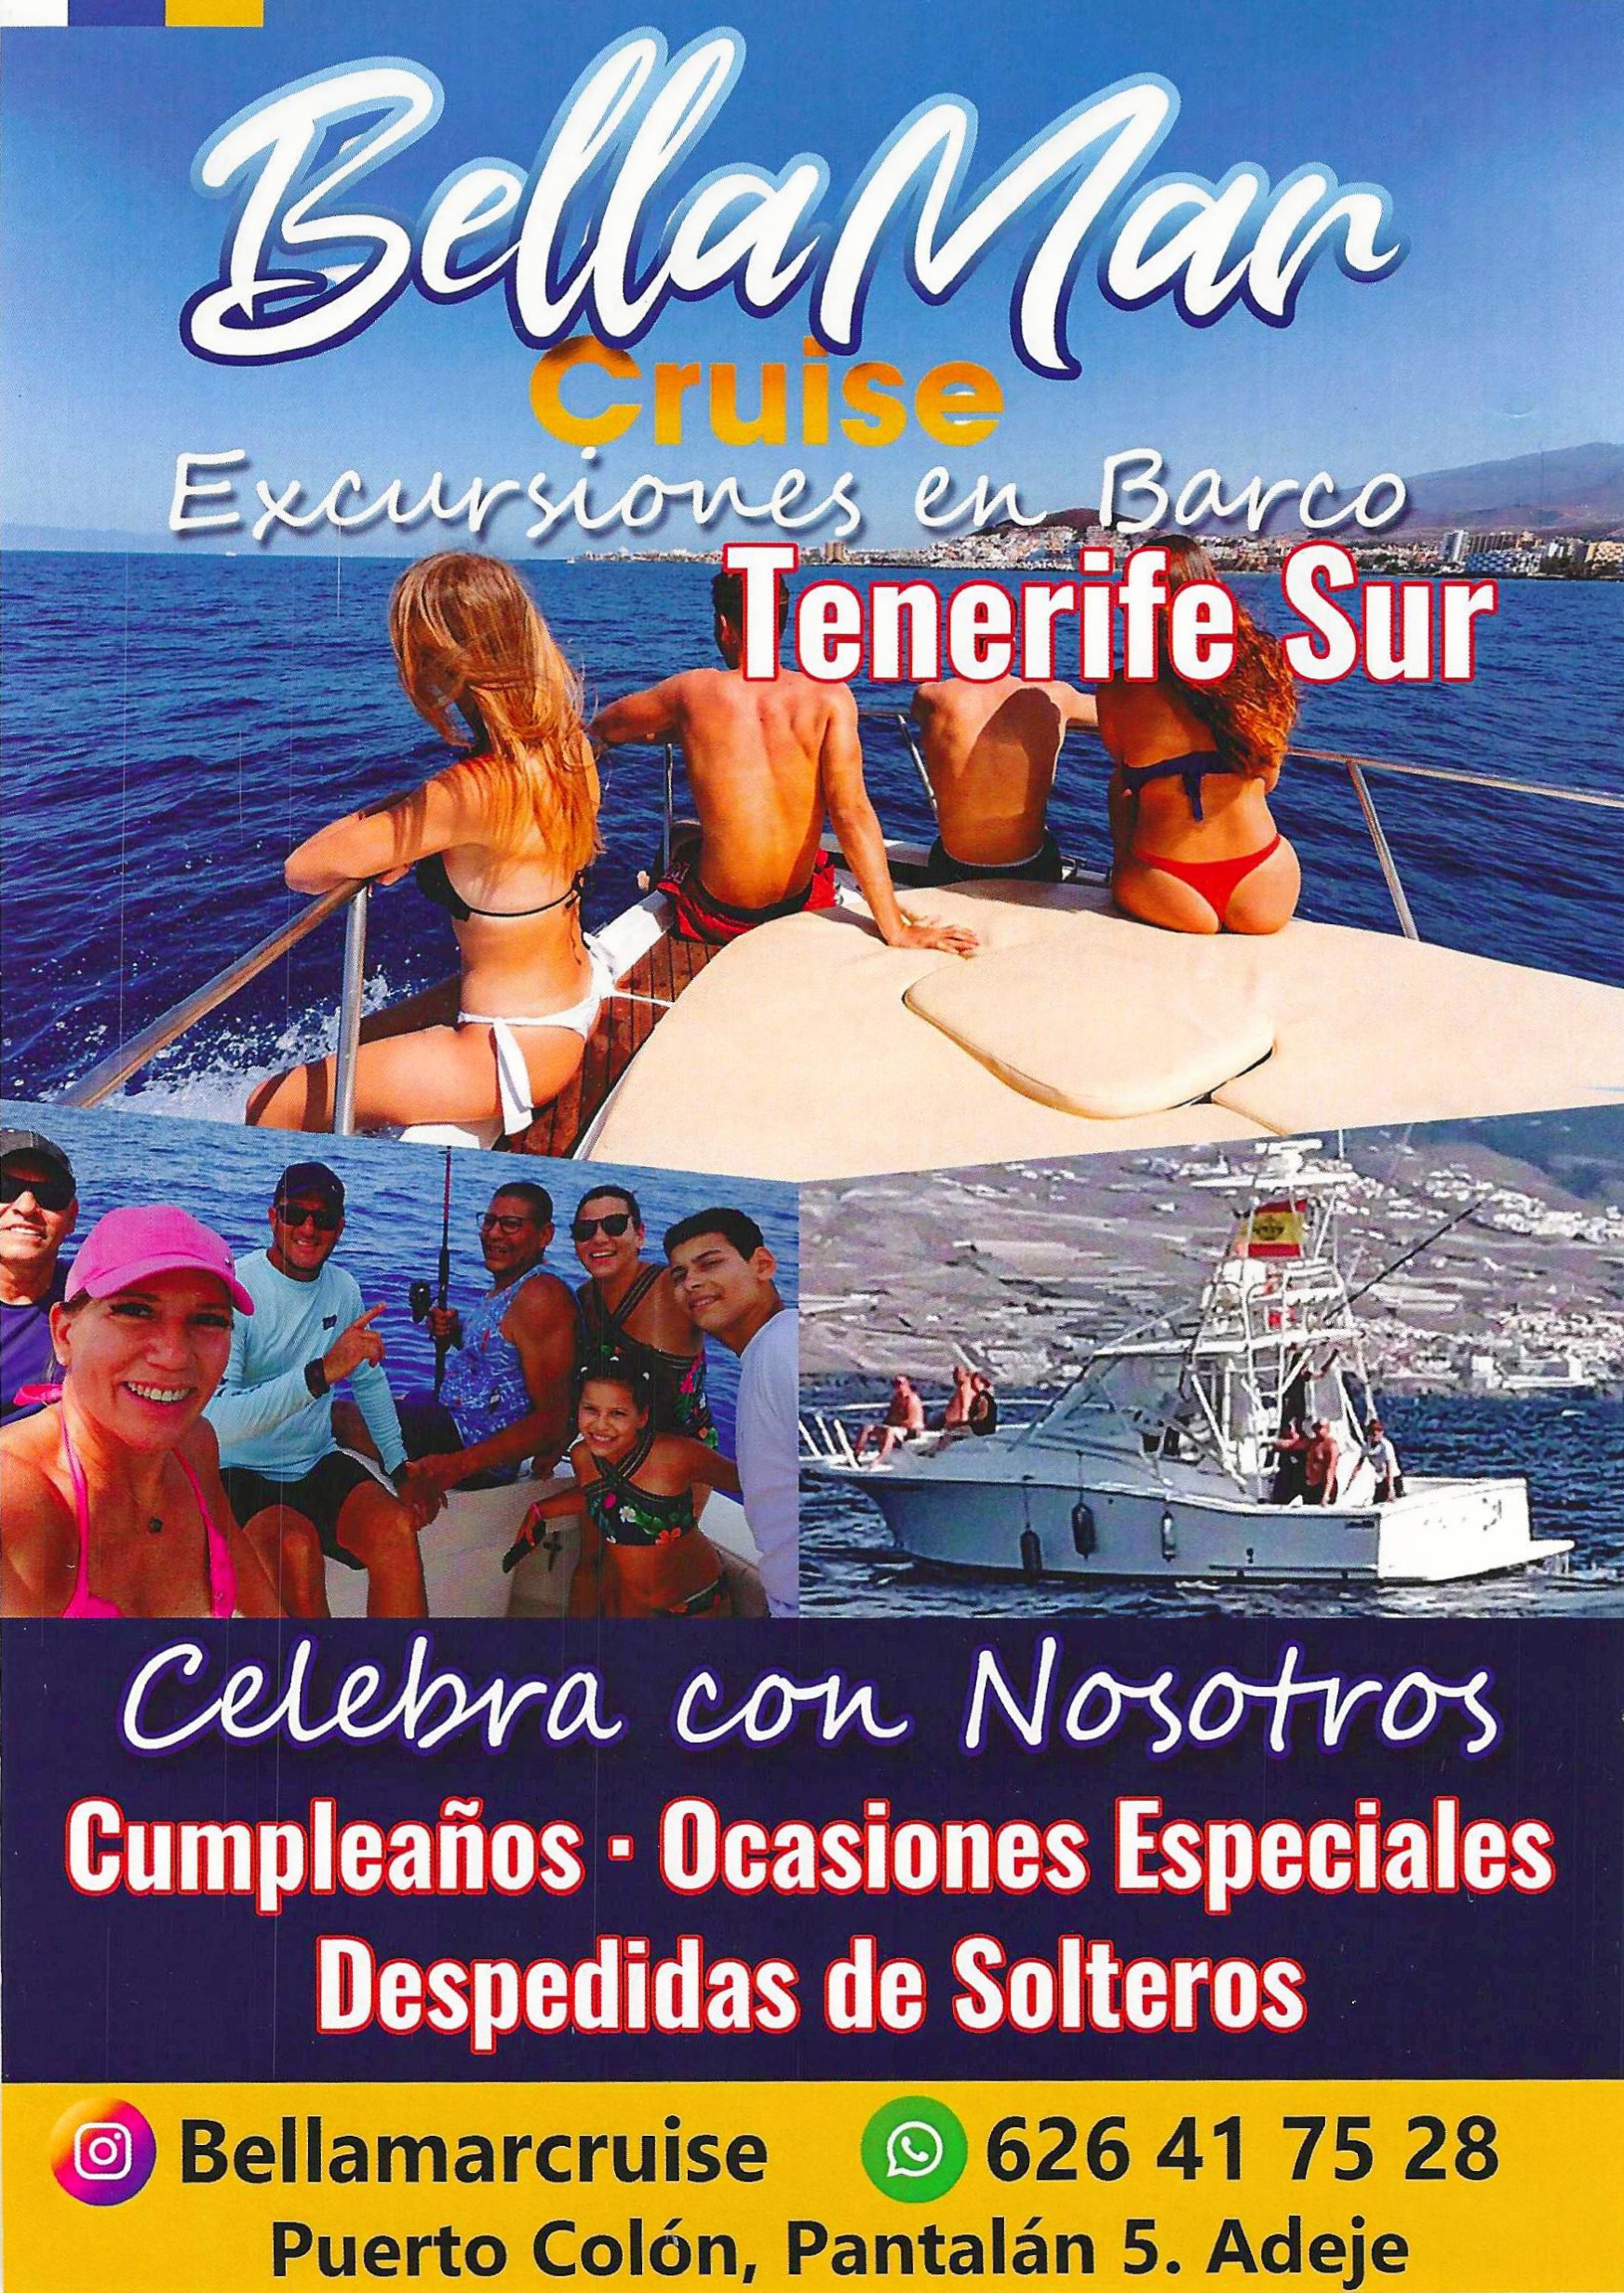 BellaMar
Cruise
Excursiones en Barco
Tenerife Sur
Celebra con Nosotros
Cumpleaños · Ocasiones Especiales
Despedidas de Solteros
Bellamarcruise 626 41 75 28
Puerto Colón, Pantalán 5. Adeje